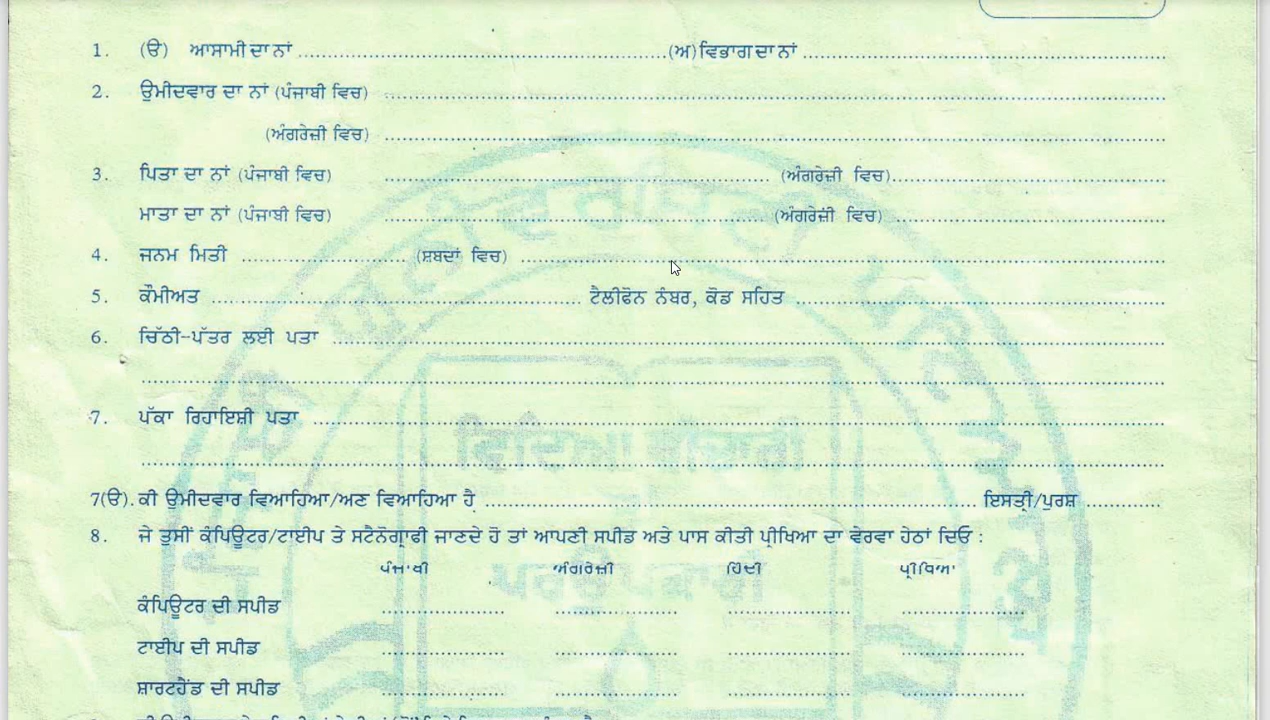 1. (ੳ) ਆਸਾਮੀ ਦਾ ਨਾਂ ........ (ਅ) ਵਿਭਾਗ ਦਾ ਨਾਂ ........
2. ਉਮੀਦਵਾਰ ਦਾ ਨਾਂ (ਪੰਜਾਬੀ ਵਿਚ) ........
(ਅੰਗਰੇਜ਼ੀ ਵਿਚ) ........
3. ਪਿਤਾ ਦਾ ਨਾਂ (ਪੰਜਾਬੀ ਵਿਚ) ........ (ਅੰਗਰੇਜ਼ੀ ਵਿਚ) ........
ਮਾਤਾ ਦਾ ਨਾਂ (ਪੰਜਾਬੀ ਵਿਚ) ........ (ਅੰਗਰੇਜ਼ੀ ਵਿਚ) ........
4. ਜਨਮ ਮਿਤੀ ........ (ਸ਼ਬਦਾਂ ਵਿਚ) ........
5. ਕੌਮੀਅਤ ........ ਟੈਲੀਫੋਨ ਨੰਬਰ, ਕੋਡ ਸਹਿਤ ........
6. ਚਿੱਠੀ-ਪੱਤਰ ਲਈ ਪਤਾ ........
7. ਪੱਕਾ ਰਿਹਾਇਸ਼ੀ ਪਤਾ ........
7(ੳ). ਕੀ ਉਮੀਦਵਾਰ ਵਿਆਹਿਆ/ਅਣ ਵਿਆਹਿਆ ਹੈ ........ ਇਸਤ੍ਰੀ/ਪੁਰਸ਼ ........
8. ਜੇ ਤੁਸੀਂ ਕੰਪਿਊਟਰ/ਟਾਈਪ ਤੇ ਸਟੈਨੋਗ੍ਰਾਫੀ ਜਾਣਦੇ ਹੋ ਤਾਂ ਆਪਣੀ ਸਪੀਡ ਅਤੇ ਪਾਸ ਕੀਤੀ ਪ੍ਰੀਖਿਆ ਦਾ ਵੇਰਵਾ ਹੇਠਾਂ ਦਿਓ :
ਪੰਜਾਬੀ ਅੰਗਰੇਜ਼ੀ ਹਿੰਦੀ ਪ੍ਰੀਖਿਆ
ਕੰਪਿਊਟਰ ਦੀ ਸਪੀਡ ........
ਟਾਈਪ ਦੀ ਸਪੀਡ ........
ਸ਼ਾਰਟਹੈਂਡ ਦੀ ਸਪੀਡ ........
ਵਿਦਿਆ ਵੀਚਾਰੀ
ਤਾਂ
ਪਰਉਪਕਾਰੀ